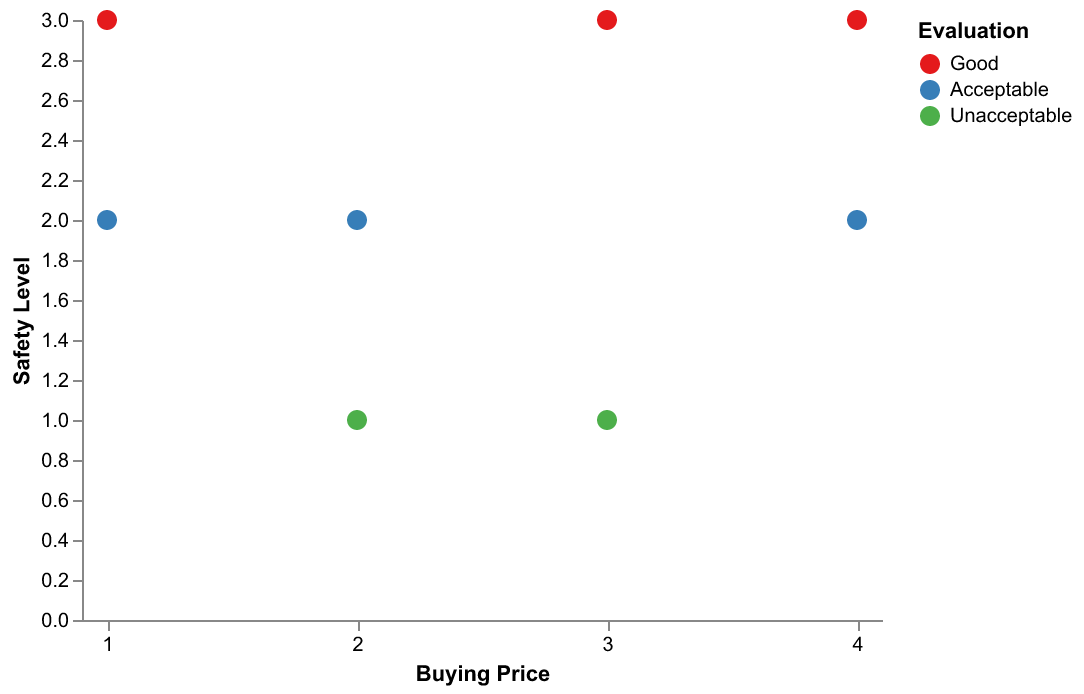 3.0
2.8
2.6
2.4
2.2
2.0
1.8
1.6
1.4
1.2
1.0
0.8
0.6
0.4
0.2
0.0
Safety Level
1 2 3 4
Buying Price
Evaluation
Good
Acceptable
Unacceptable